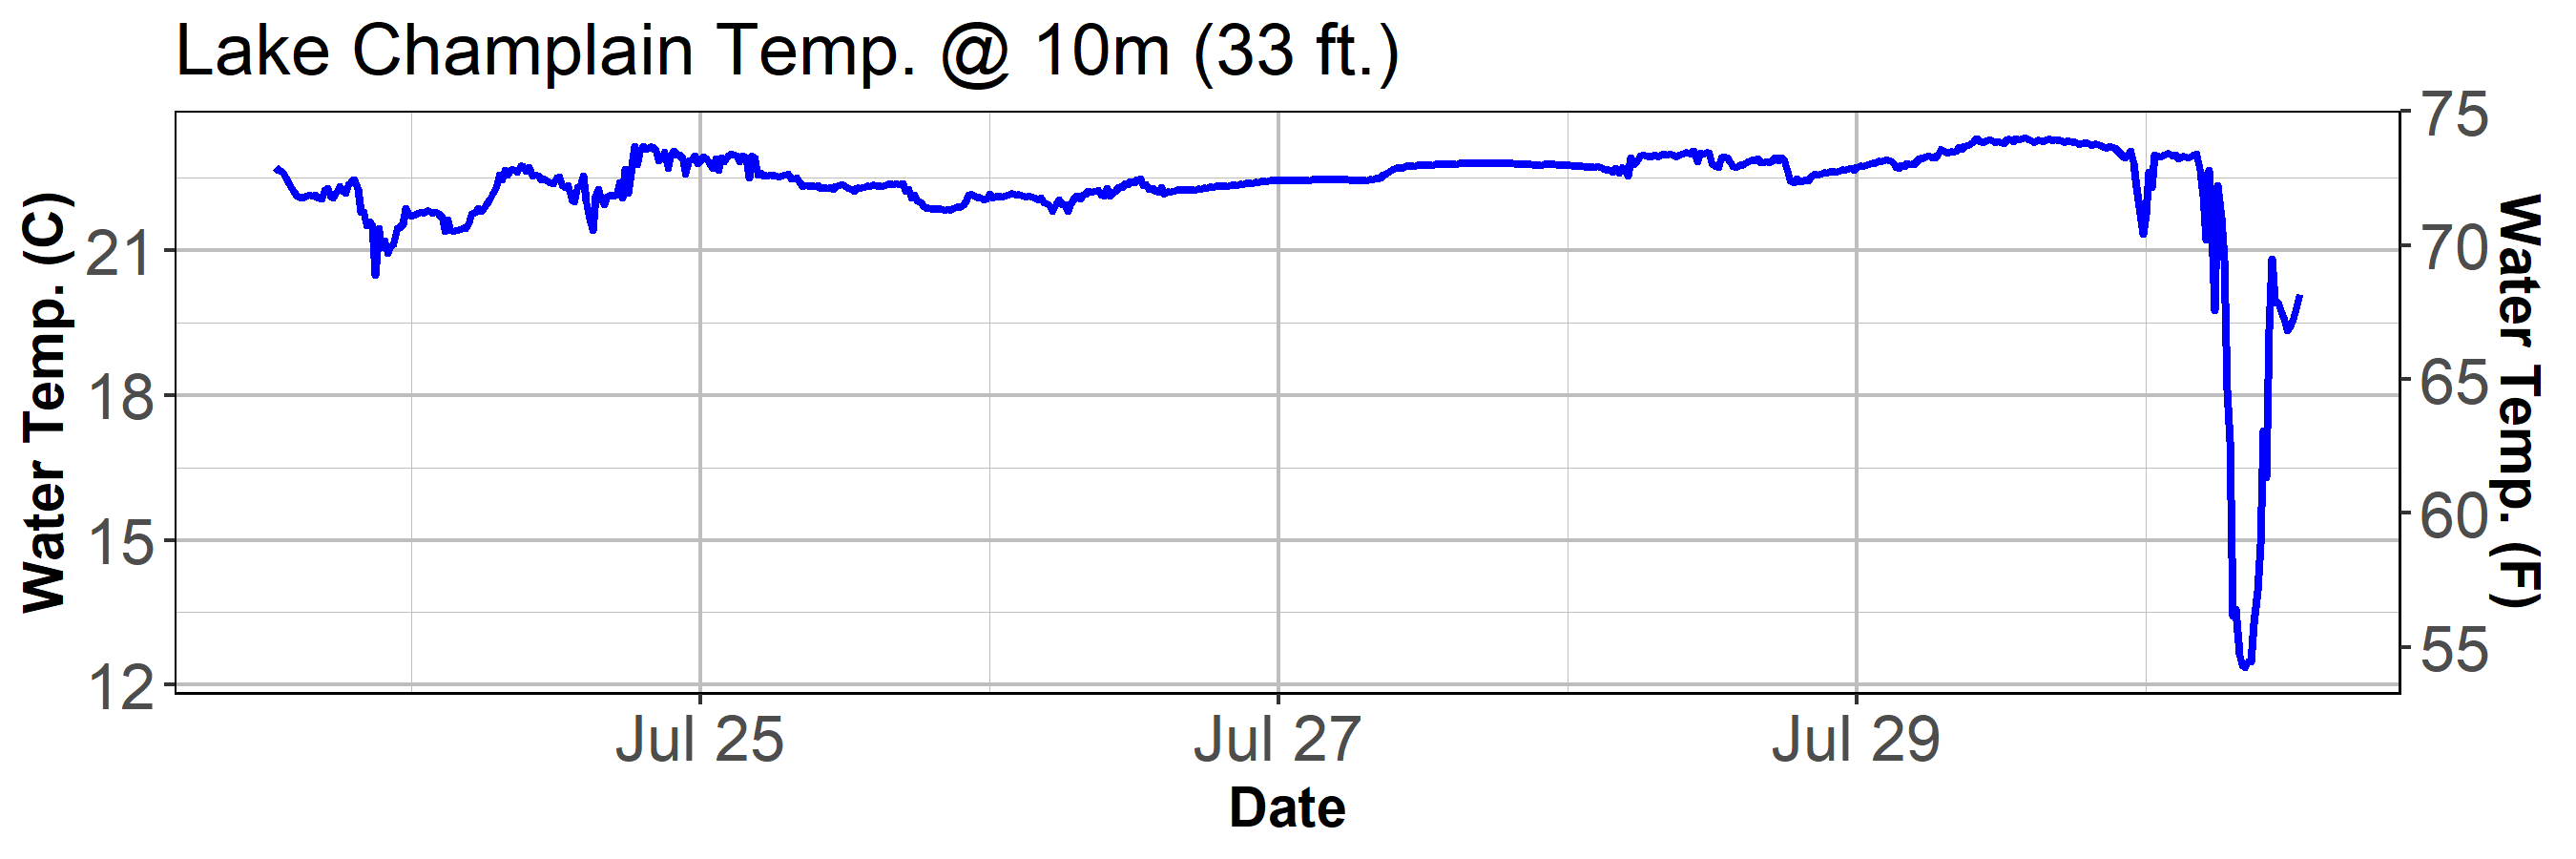 Lake Champlain Temp. @ 10m (33 ft.)
Water Temp. (C)
21
18
15
12
75
70
65
60
55
Water Temp. (F)
Jul 25 Jul 27 Jul 29
Date